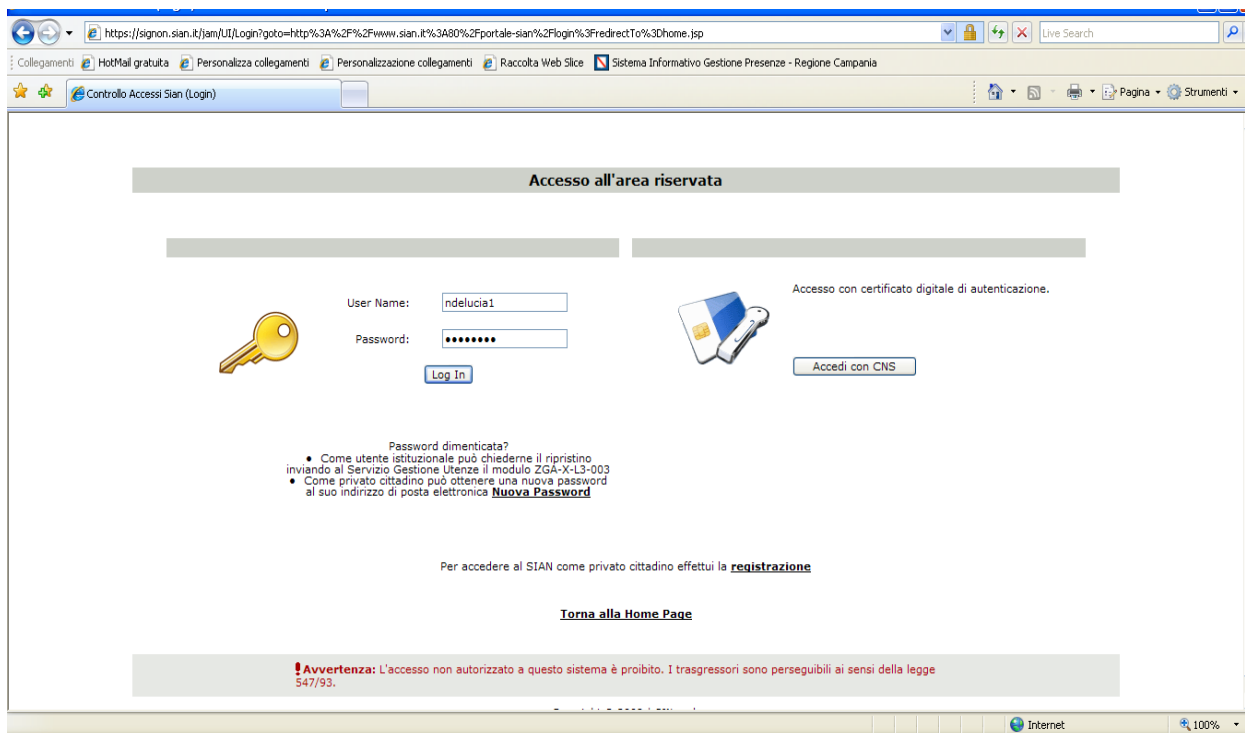 https://signon.sian.it/jam/UI/Login?goto=http%3A%2F%2Fwww.sian.it%3A80%2Fportale-sian%2Flogin%3FredirectTo%3Dhome.jsp
Live Search
Collegamenti HotMail gratuita Personalizza collegamenti Personalizzazione collegamenti Raccolta Web Slice Sistema Informativo Gestione Presenze - Regione Campania
Controllo Accessi Sian (Login)
Pagina Strumenti
Accesso all'area riservata
User Name: ndelucia1
Password: ••••••••
Log In
Accesso con certificato digitale di autenticazione.
Accedi con CNS
Password dimenticata?
• Come utente istituzionale può chiederne il ripristino
inviando al Servizio Gestione Utenze il modulo ZGA-X-L3-003
• Come privato cittadino può ottenere una nuova password
al suo indirizzo di posta elettronica Nuova Password
Per accedere al SIAN come privato cittadino effettui la registrazione
Torna alla Home Page
Avvertenza: L'accesso non autorizzato a questo sistema è proibito. I trasgressori sono perseguibili ai sensi della legge
547/93.
Internet
100%